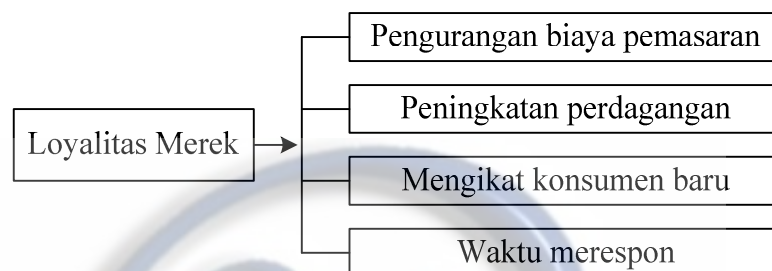 Pengurangan biaya pemasaran
Peningkatan perdagangan
Loyalitas Merek
Mengikat konsumen baru
Waktu merespon